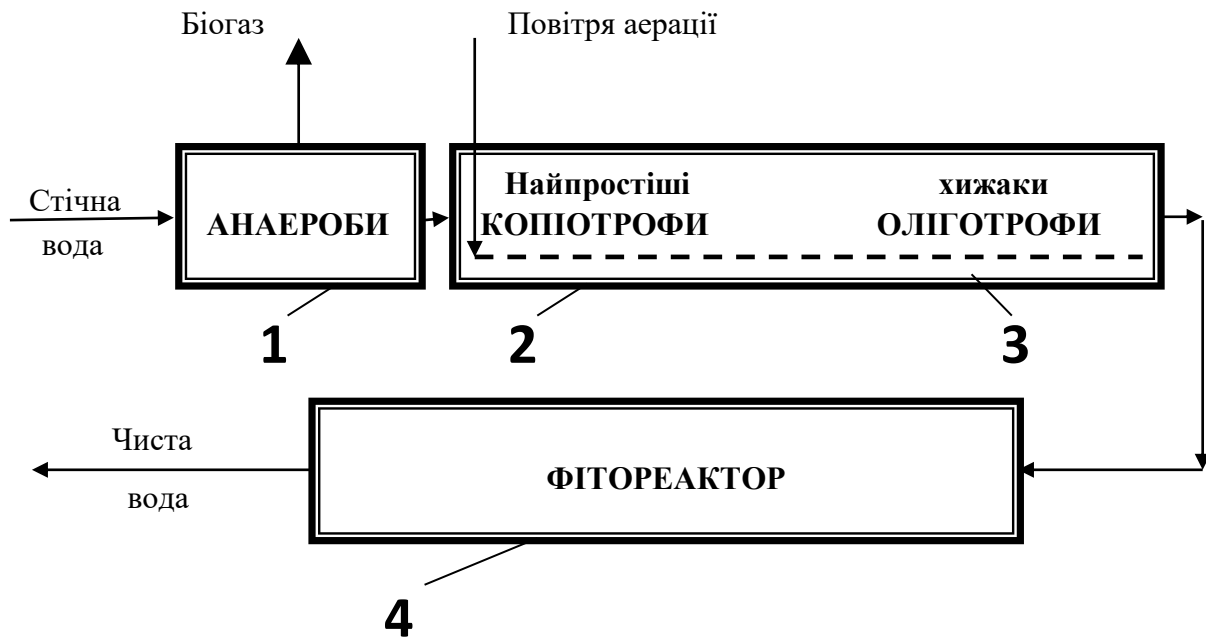 Біогаз
Повітря аерації
Стічна
вода
АНАЕРОБИ
Найпростіші
КОПІОТРОФИ
хижаки
ОЛІГОТРОФИ
1
2
3
Чиста
вода
ФІТОРЕАКТОР
4